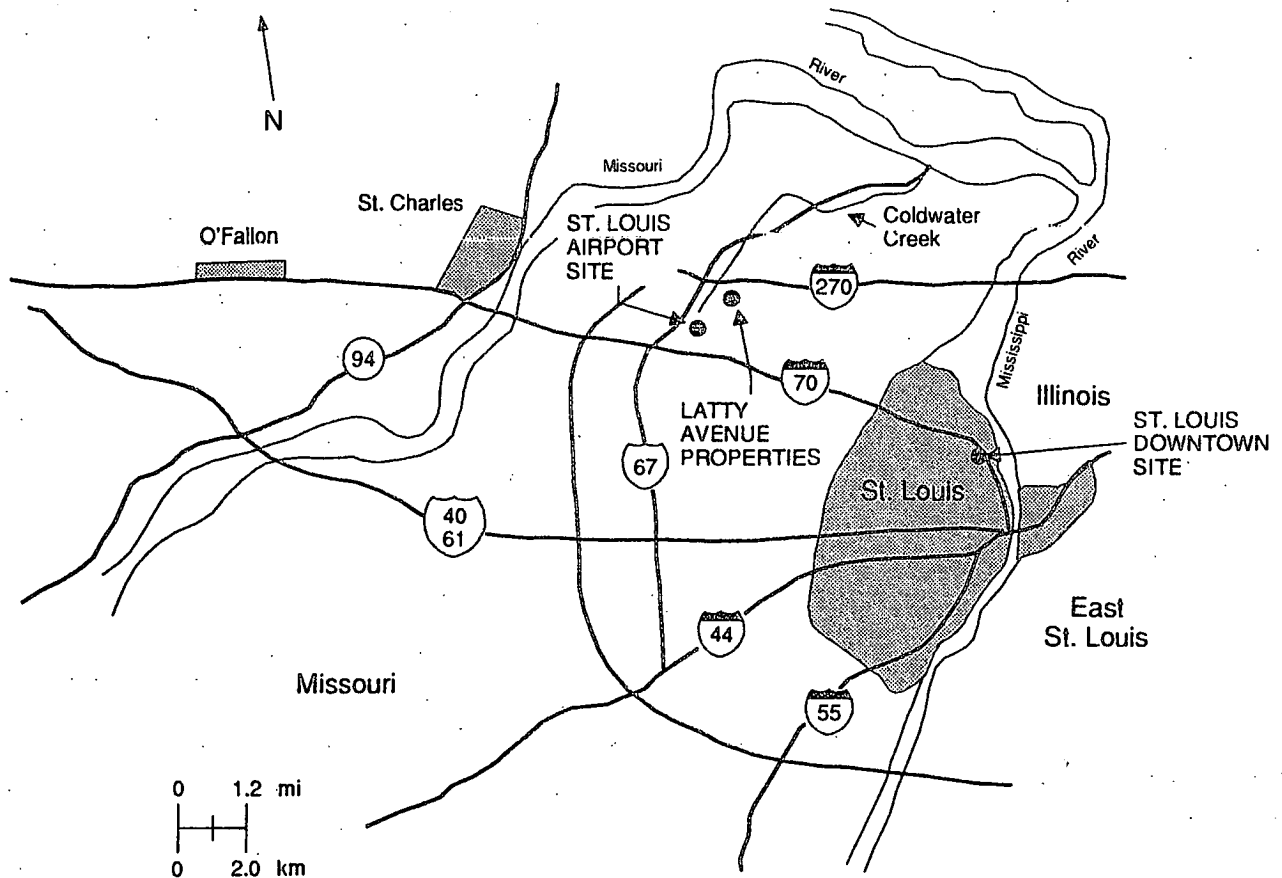 N
River
Missouri
St. Charles
O'Fallon
ST. LOUIS
AIRPORT
SITE
Coldwater
Creek
River
270
94
Mississippi
70
Illinois
LATTY
AVENUE
PROPERTIES
ST. LOUIS
DOWNTOWN
SITE
67
St. Louis
40
61
East
St. Louis
44
Missouri
55
0 1.2 mi
0 2.0 km